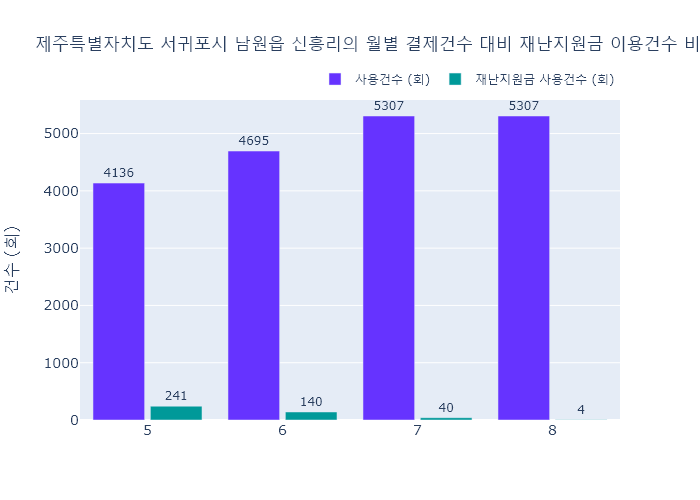 제주특별자치도 서귀포시 남원읍 신흥리의 월별 결제건수 대비 재난지원금 이용건수 비
사용건수 (회) 재난지원금 사용건수 (회)
5307 5307
4695
4136
241 140 40 4
5000
4000
3000
2000
1000
0
건수 (회)
5 6 7 8